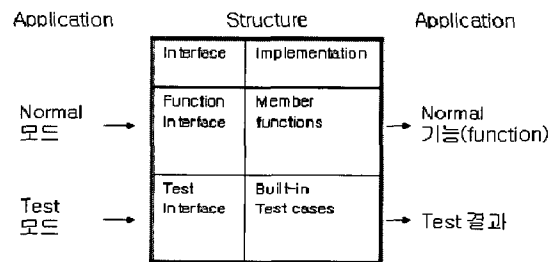 Application Structure Application
Interface Implementation
Normal
모드
Function
Interface
Member
functions
Normal
기능(function)
Test
모드
Test
Interface
Built-in
Test cases
Test 결과